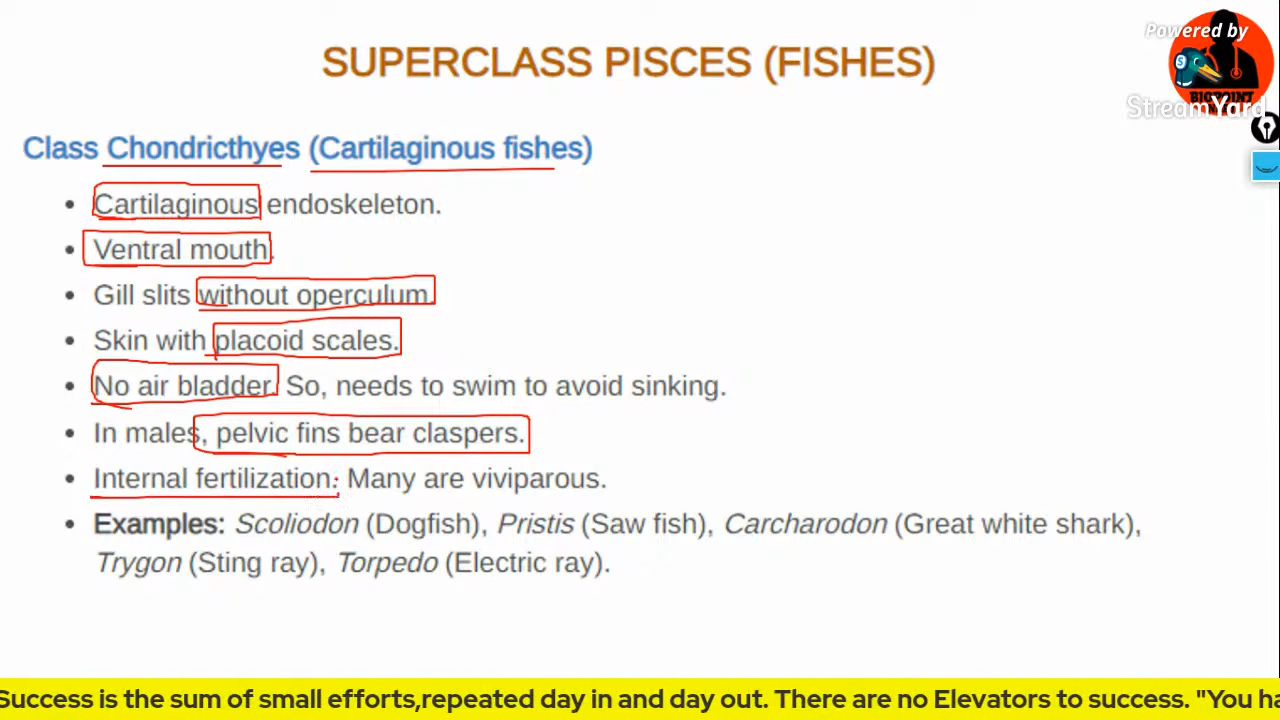 Powered by
SUPERCLASS PISCES (FISHES)
StreamYard
Class Chondricthyes (Cartilaginous fishes)
• Cartilaginous endoskeleton.
• Ventral mouth.
• Gill slits without operculum.
• Skin with placoid scales.
• No air bladder. So, needs to swim to avoid sinking.
• In males, pelvic fins bear claspers.
• Internal fertilization. Many are viviparous.
• Examples: Scoliodon (Dogfish), Pristis (Saw fish), Carcharodon (Great white shark),
Trygon (Sting ray), Torpedo (Electric ray).
Success is the sum of small efforts,repeated day in and day out. There are no Elevators to success. "You ha